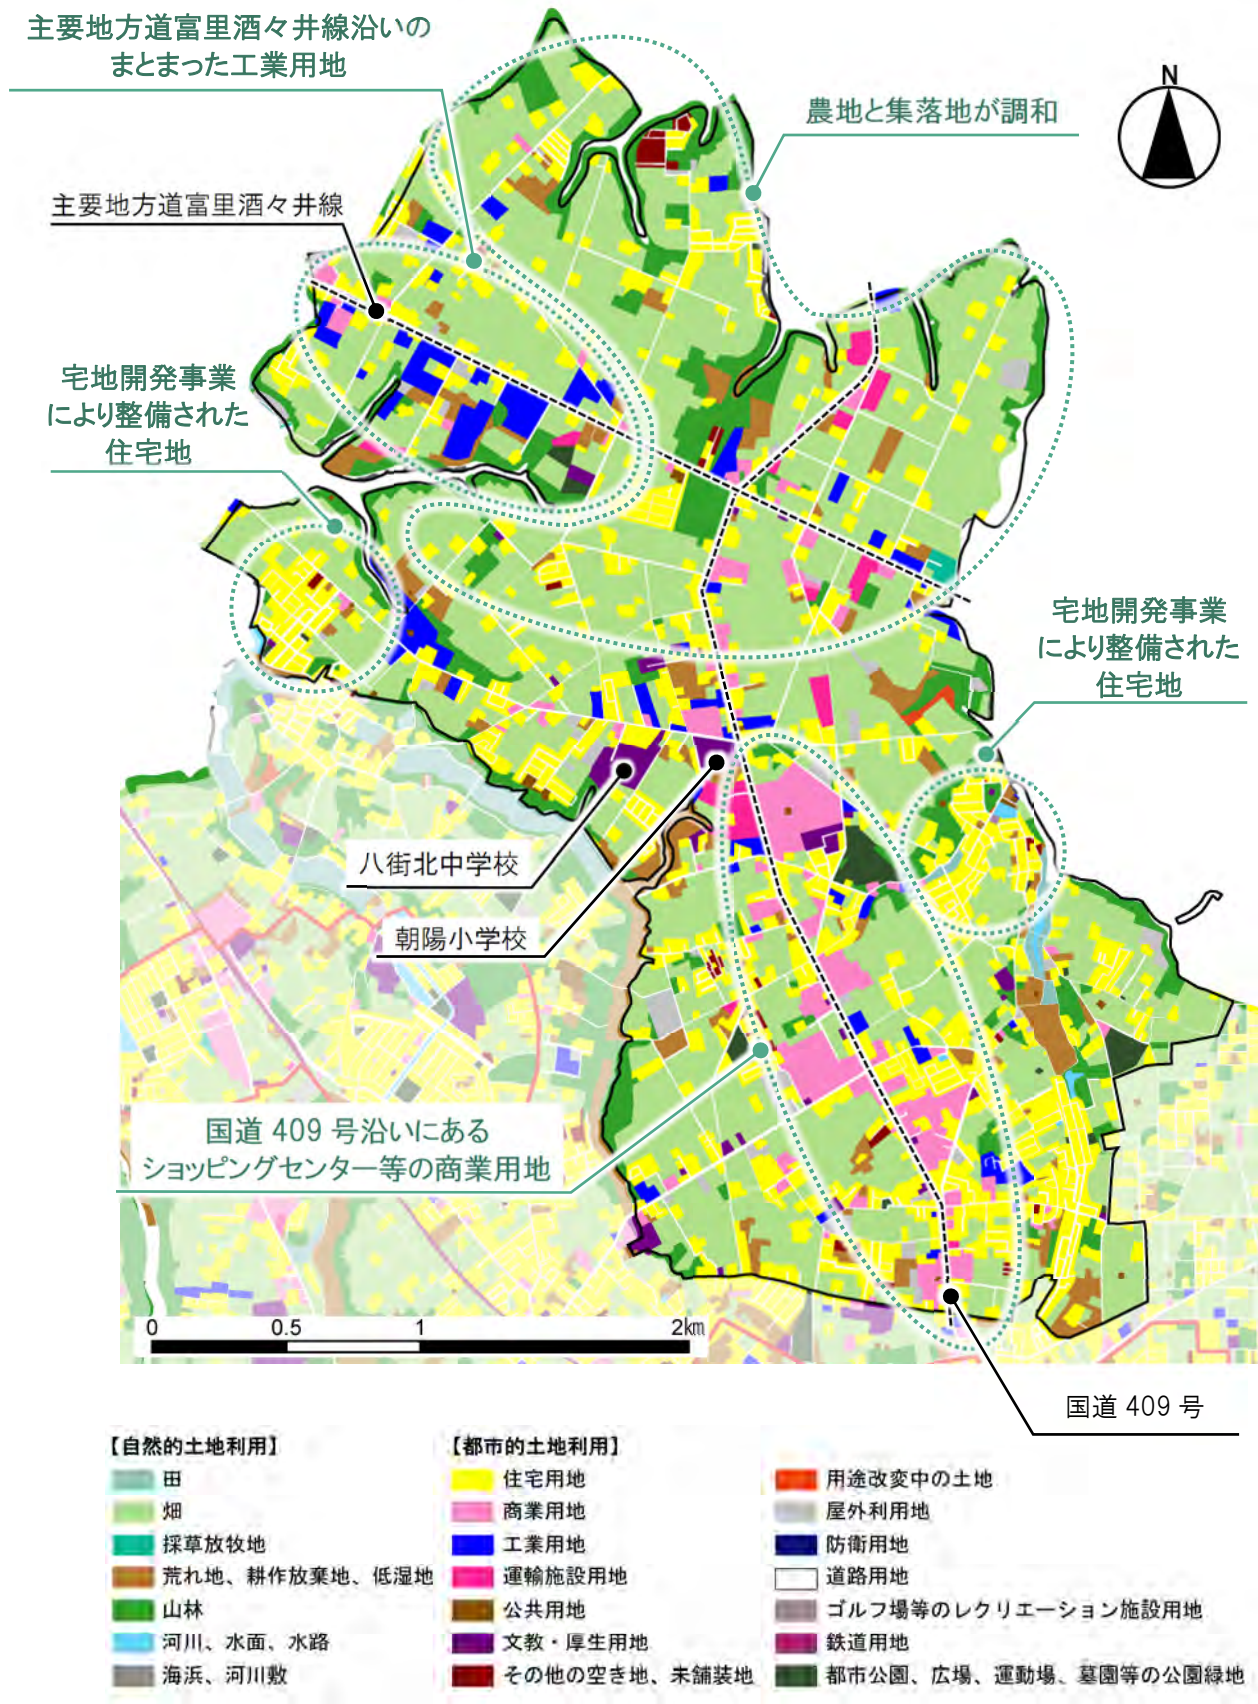 主要地方道富里酒々井線沿いの
まとまった工業用地
農地と集落地が調和
N
主要地方道富里酒々井線
宅地開発事業
により整備された
住宅地
宅地開発事業
により整備された
住宅地
八街北中学校
朝陽小学校
国道 409 号沿いにある
ショッピングセンター等の商業用地
0 0.5 1 2km
国道 409 号
【自然的土地利用】
田
畑
採草放牧地
荒れ地、耕作放棄地、低湿地
山林
河川、水面、水路
海浜、河川敷
【都市的土地利用】
住宅用地
商業用地
工業用地
運輸施設用地
公共用地
文教・厚生用地
その他の空き地、未舗装地
用途改変中の土地
屋外利用地
防衛用地
道路用地
ゴルフ場等のレクリエーション施設用地
鉄道用地
都市公園、広場、運動場、墓園等の公園緑地